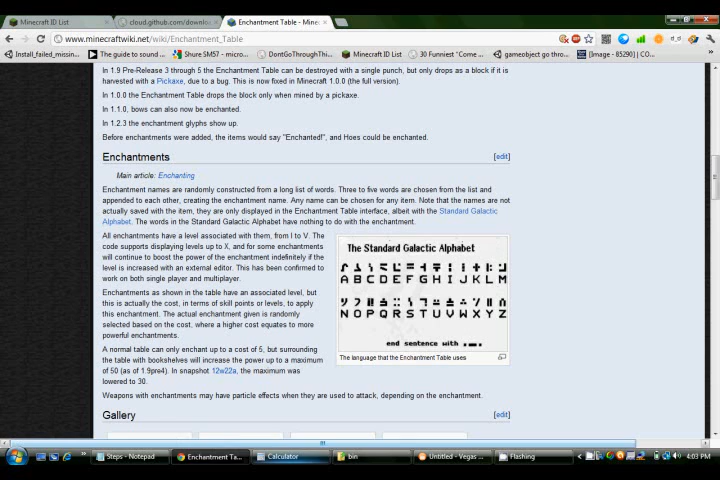 Minecraft ID List
cloud.github.com/downloa
Enchantment Table - Mine
www.minecraftwiki.net/wiki/Enchantment_Table
Install_failed_missin...
The guide to sound ...
Shure SM57 - micro...
DontGoThroughThi...
Minecraft ID List
30 Funniest "Come ...
gameobject go thro...
[Image - 85290] | CO...
In 1.9 Pre-Release 3 through 5 the Enchantment Table can be destroyed with a single punch, but only drops as a block if it is
harvested with a Pickaxe, due to a bug. This is now fixed in Minecraft 1.0.0 (the full version).
In 1.0.0 the Enchantment Table drops the block only when mined by a pickaxe.
In 1.1.0, bows can also now be enchanted.
In 1.2.3 the enchantment glyphs show up.
Before enchantments were added, the items would say "Enchanted!", and Hoes could be enchanted.
Enchantments
[edit]
Main article: Enchanting
Enchantment names are randomly constructed from a long list of words. Three to five words are chosen from the list and
appended to each other, creating the enchantment name. Any name can be chosen for any item. Note that the names are not
actually saved with the item, they are only displayed in the Enchantment Table interface, albeit with the Standard Galactic
Alphabet. The words in the Standard Galactic Alphabet have nothing to do with the enchantment.
All enchantments have a level associated with them, from I to V. The
code supports displaying levels up to X, and for some enchantments
will continue to boost the power of the enchantment indefinitely if the
level is increased with an external editor. This has been confirmed to
work on both single player and multiplayer.
Enchantments as shown in the table have an associated level, but
this is actually the cost, in terms of skill points or levels, to apply
this enchantment. The actual enchantment given is randomly
selected based on the cost, where a higher cost equates to more
powerful enchantments.
A normal table can only enchant up to a cost of 5, but surrounding
the table with bookshelves will increase the power up to a maximum
of 50 (as of 1.9pre4). In snapshot 12w22a, the maximum was
lowered to 30.
The Standard Galactic Alphabet
A B C D E F G H I J K L M
N O P Q R S T U V W X Y Z
end sentence with
The language that the Enchantment Table uses
Weapons with enchantments may have particle effects when they are used to attack, depending on the enchantment.
Gallery
[edit]
Steps - Notepad
Enchantment Ta...
Calculator
bin
Untitled - Vegas ...
Flashing
4:03 PM